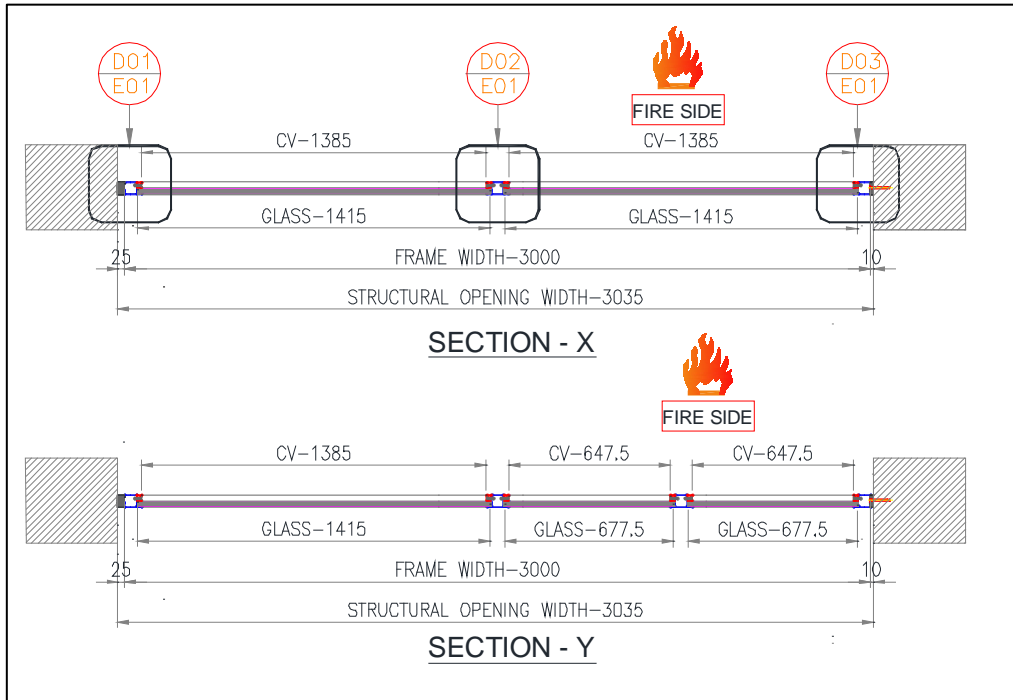 D01
E01
D02
E01
D03
E01
FIRE SIDE
CV-1385
CV-1385
GLASS-1415
GLASS-1415
25
FRAME WIDTH-3000
10
STRUCTURAL OPENING WIDTH-3035
SECTION - X
FIRE SIDE
CV-1385
CV-647.5
CV-647.5
GLASS-1415
GLASS-677.5
GLASS-677.5
25
FRAME WIDTH-3000
10
STRUCTURAL OPENING WIDTH-3035
SECTION - Y